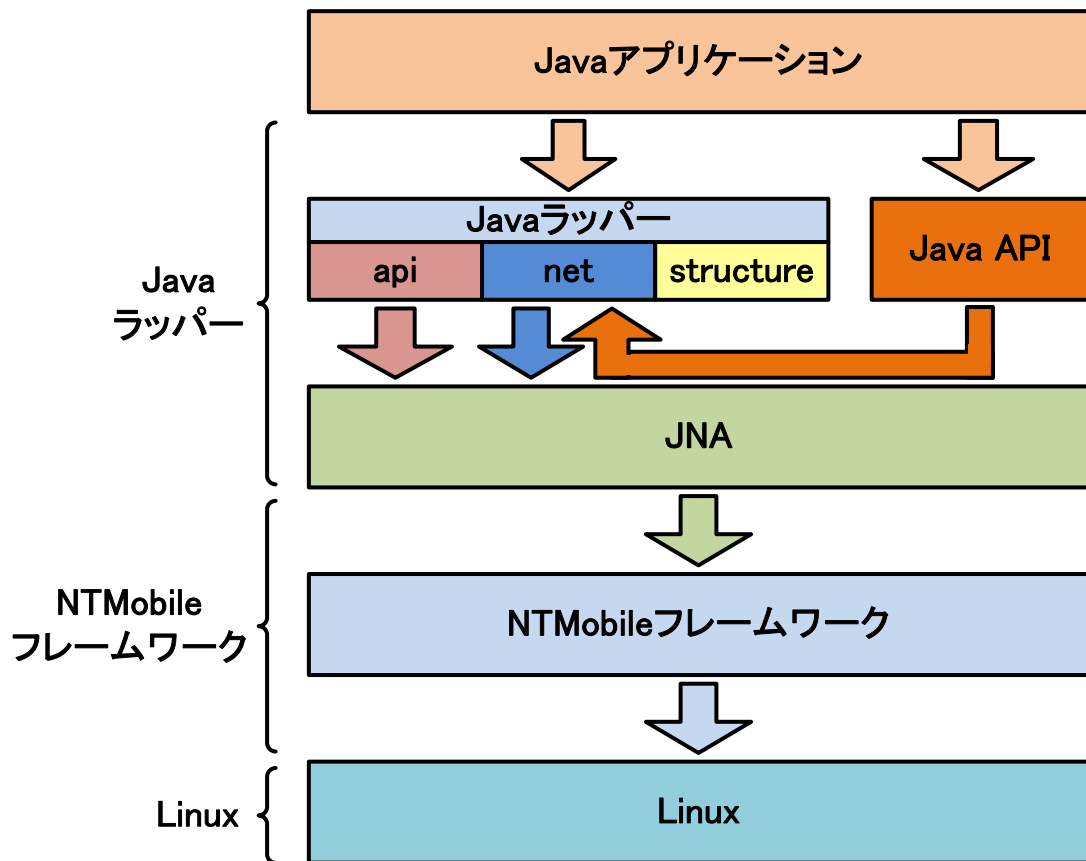 Javaアプリケーション
Javaラッパー
api
net
structure
Java API
Java
ラッパー
JNA
NTMobile
フレームワーク
NTMobileフレームワーク
Linux
Linux